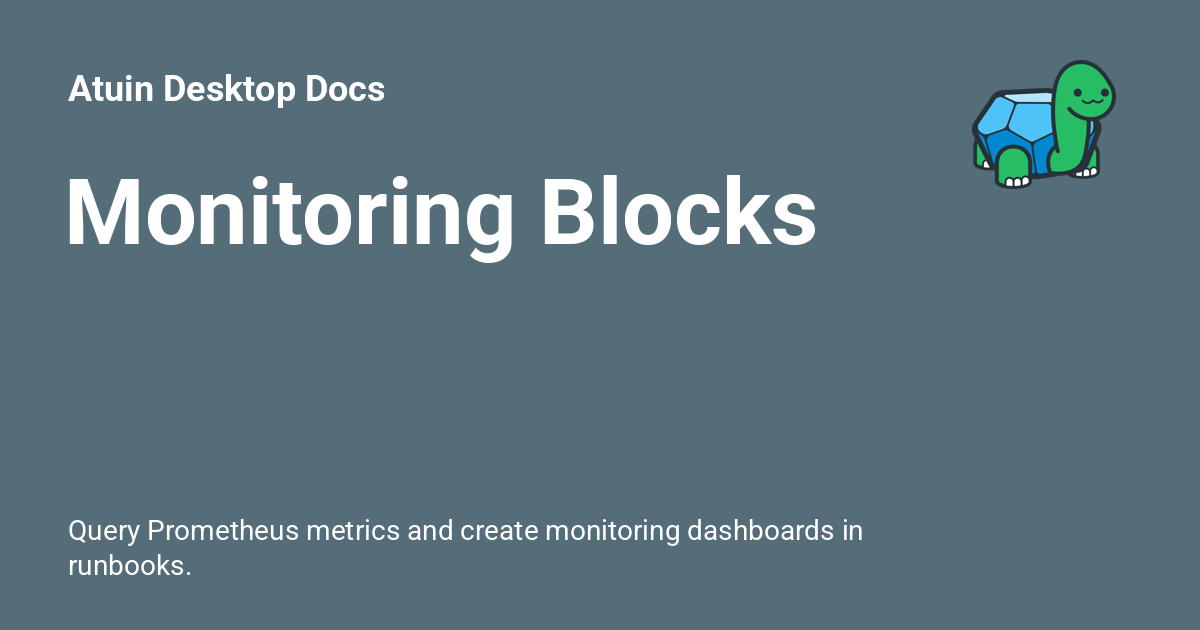 Atuin Desktop Docs
Monitoring Blocks
Query Prometheus metrics and create monitoring dashboards in
runbooks.